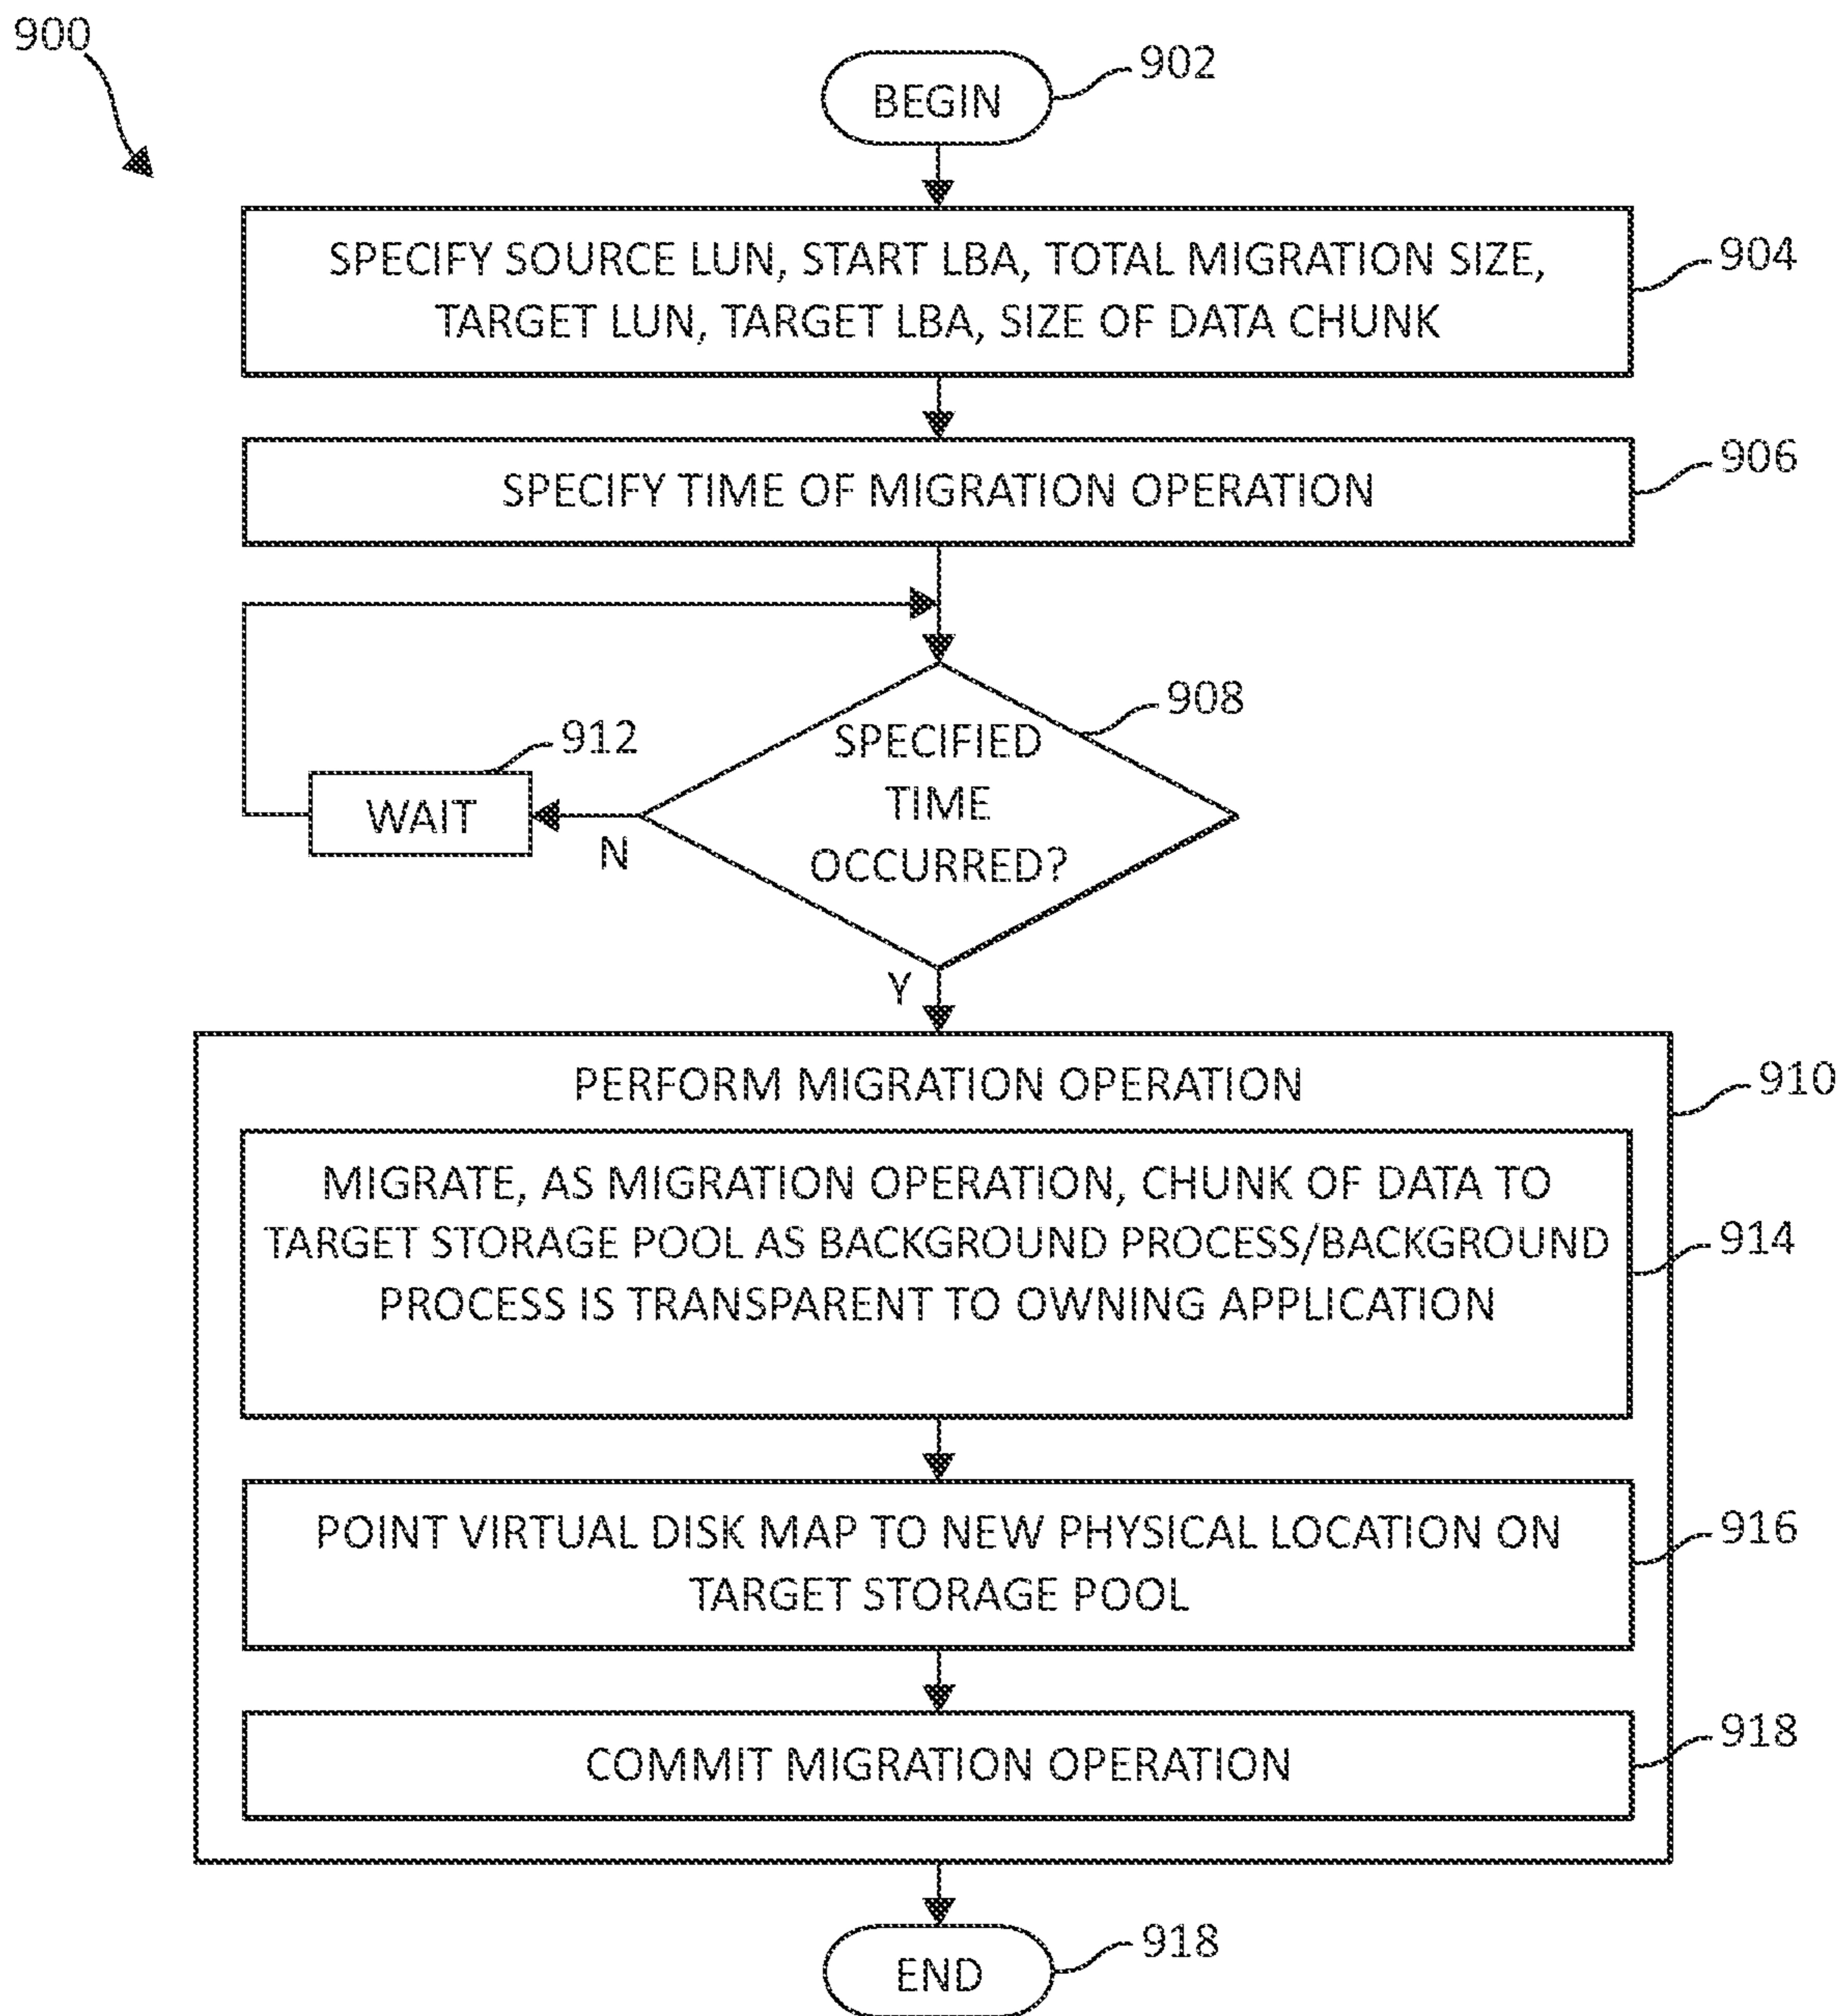 900
902
BEGIN
904
SPECIFY SOURCE LUN, START LBA, TOTAL MIGRATION SIZE,
TARGET LUN, TARGET LBA, SIZE OF DATA CHUNK
906
SPECIFY TIME OF MIGRATION OPERATION
908
SPECIFIED
TIME
OCCURRED?
912
WAIT
N
Y
PERFORM MIGRATION OPERATION
910
MIGRATE, AS MIGRATION OPERATION, CHUNK OF DATA TO
TARGET STORAGE POOL AS BACKGROUND PROCESS/BACKGROUND
PROCESS IS TRANSPARENT TO OWNING APPLICATION
914
POINT VIRTUAL DISK MAP TO NEW PHYSICAL LOCATION ON
TARGET STORAGE POOL
916
COMMIT MIGRATION OPERATION
918
END
918